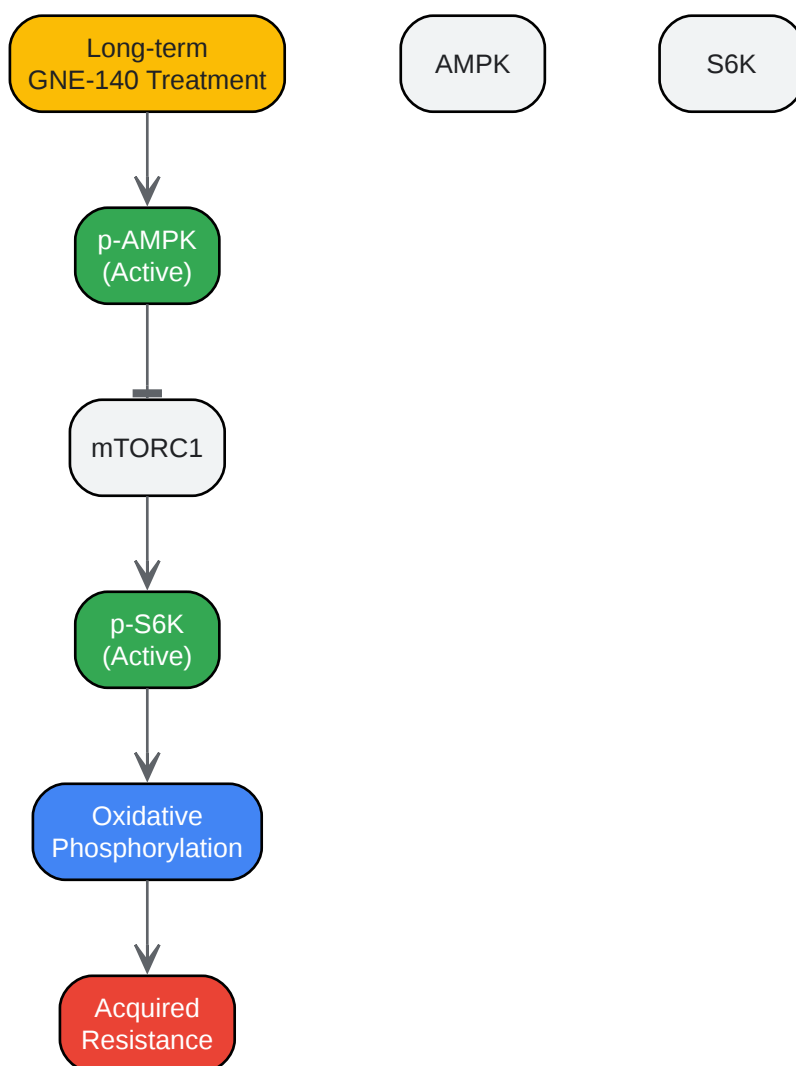 Long-term
GNE-140 Treatment
AMPK
S6K
p-AMPK
(Active)
mTORC1
p-S6K
(Active)
Oxidative
Phosphorylation
Acquired
Resistance